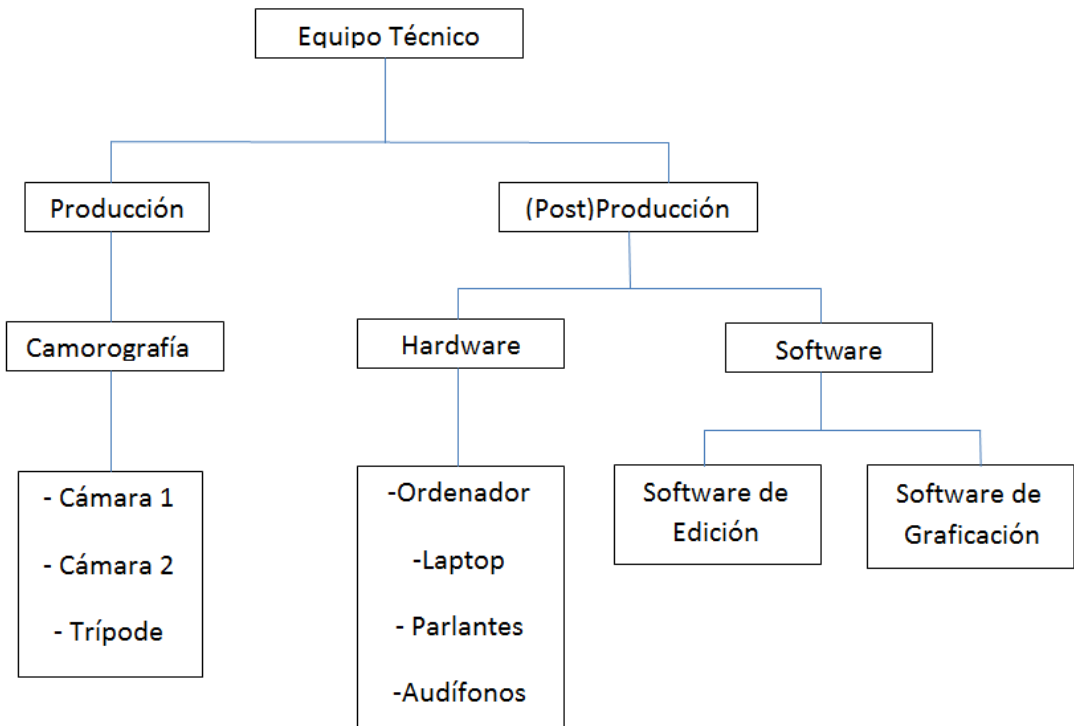 Equipo Técnico
Producción
(Post)Producción
Camorografía
Hardware
Software
- Cámara 1
- Cámara 2
- Trípode
-Ordenador
-Laptop
- Parlantes
-Audífonos
Software de
Edición
Software de
Graficación